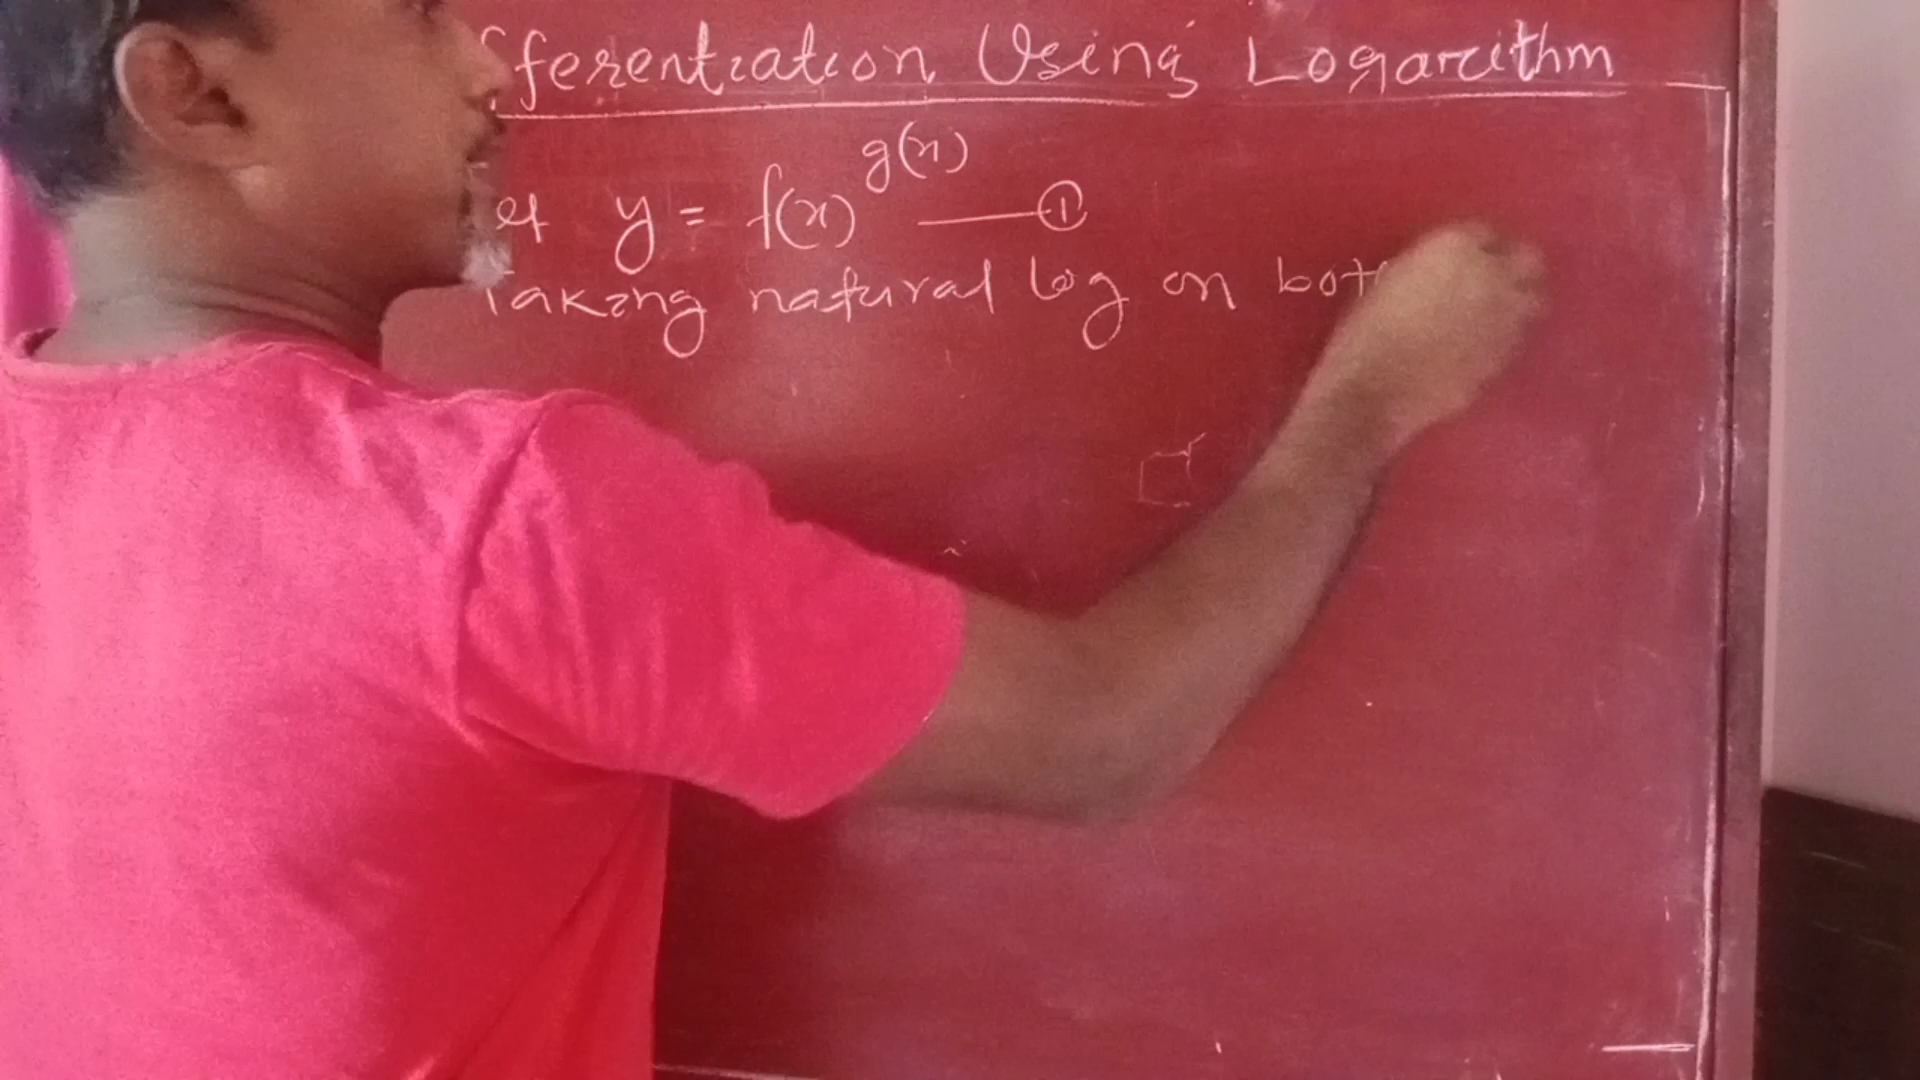 fferentiation Using Logarithm
et y = f(x)^g(x) —— ①
Taking natural log on bot